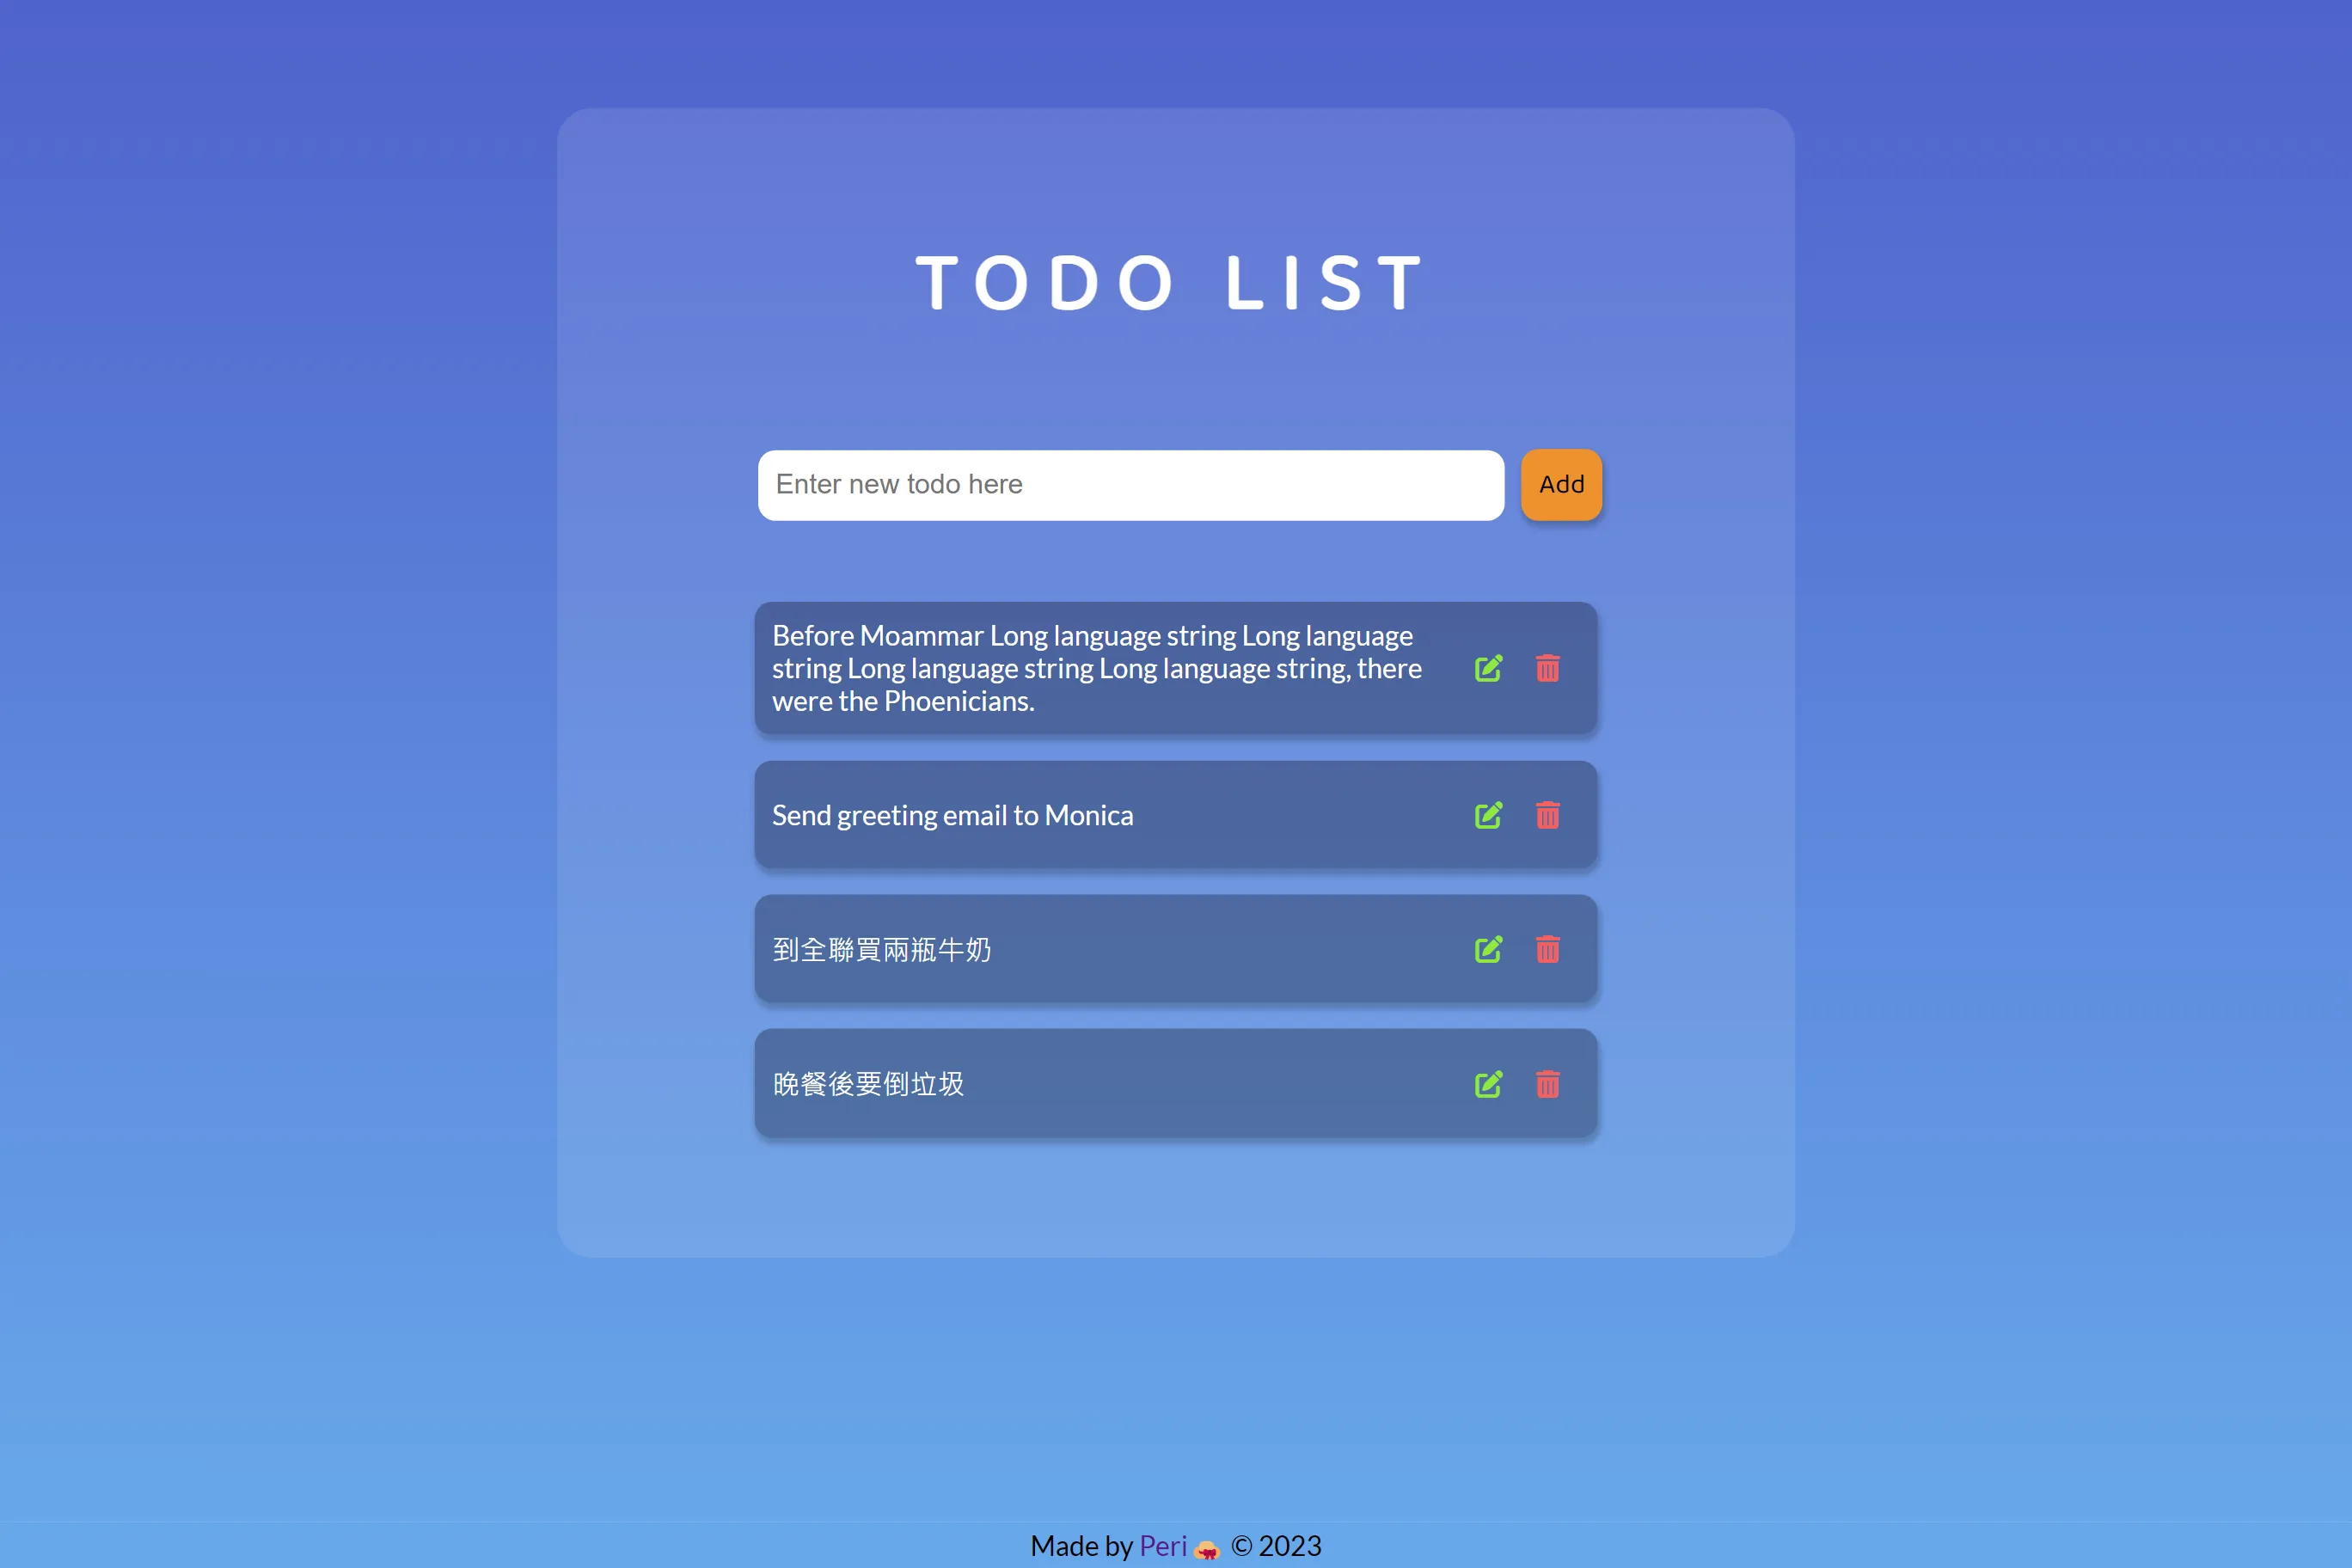 TODO LIST
Enter new todo here
Add
Before Moammar Long language string Long language
string Long language string Long language string, there
were the Phoenicians.
Send greeting email to Monica
到全聯買兩瓶牛奶
晚餐後要倒垃圾
Made by Peri 👒 © 2023